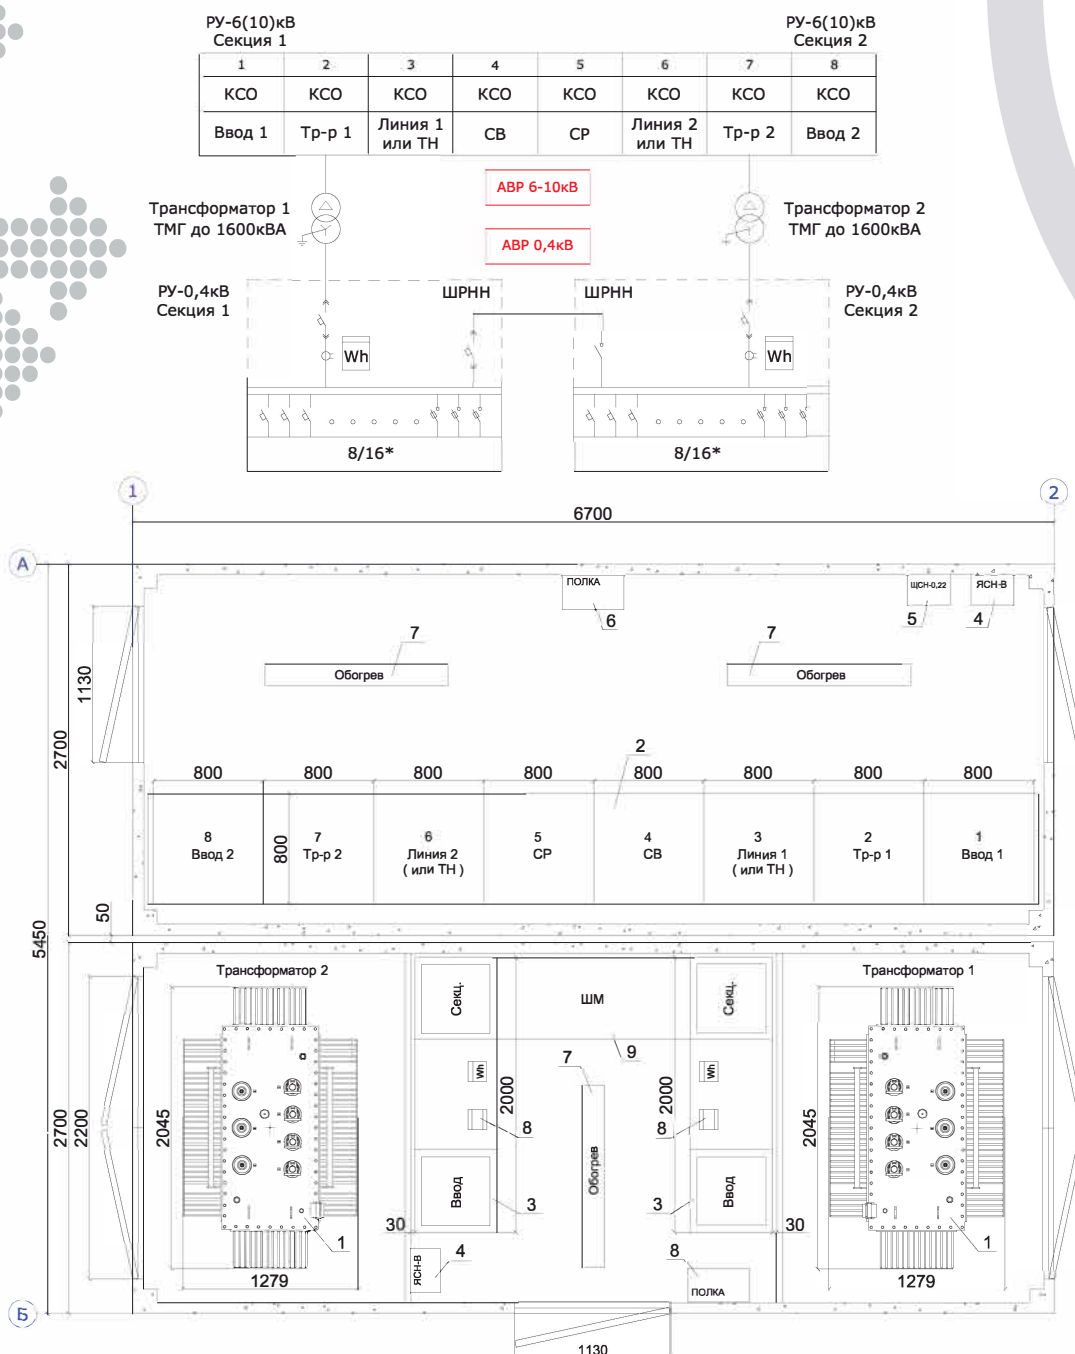 РУ-6(10)кВ
Секция 1
РУ-6(10)кВ
Секция 2
1 2 3 4 5 6 7 8
КСО КСО КСО КСО КСО КСО КСО КСО
Ввод 1 Тр-р 1 Линия 1 или ТН СВ СР Линия 2 или ТН Тр-р 2 Ввод 2
АВР 6-10кВ
Трансформатор 1
ТМГ до 1600кВА
Трансформатор 2
ТМГ до 1600кВА
АВР 0,4кВ
РУ-0,4кВ
Секция 1
ШРНН
ШРНН
РУ-0,4кВ
Секция 2
Wh
Wh
8/16*
8/16*
1
2
6700
А
ПОЛКА
6
ЩСН-0,22
5
ЯСН-В
4
7
Обогрев
7
Обогрев
1130
2700
2
800 800 800 800 800 800 800 800
800
8
Ввод 2
7
Тр-р 2
6
Линия 2
( или ТН )
5
СР
4
СВ
3
Линия 1
( или ТН )
2
Тр-р 1
1
Ввод 1
50
5450
Трансформатор 2
Трансформатор 1
Секц.
ШМ
Секц.
9
7
Wh
Wh
2000
2000
8
8
2045
2045
2700
2200
Обогрев
Ввод
Ввод
3
3
30
30
1
1
ЯСН-В
4
8
ПОЛКА
1279
1279
Б
1130